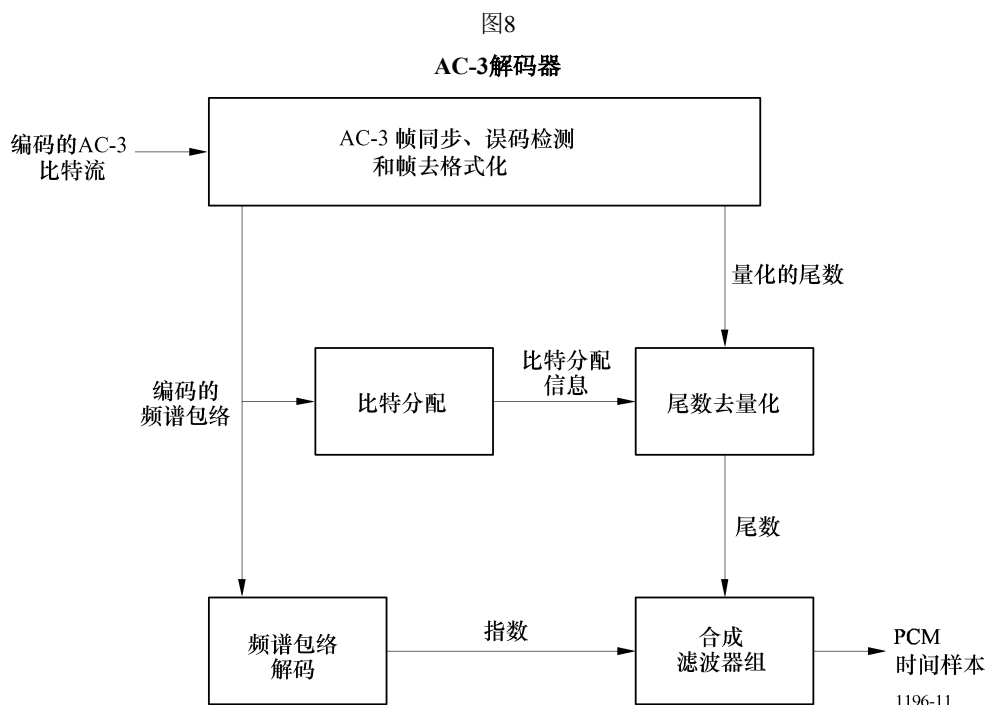 图8
AC-3解码器
编码的AC-3
比特流
AC-3 帧同步、误码检测
和帧去格式化
量化的尾数
编码的
频谱包络
比特分配
比特分配
信息
尾数去量化
尾数
频谱包络
解码
指数
合成
滤波器组
PCM
时间样本
1196-11